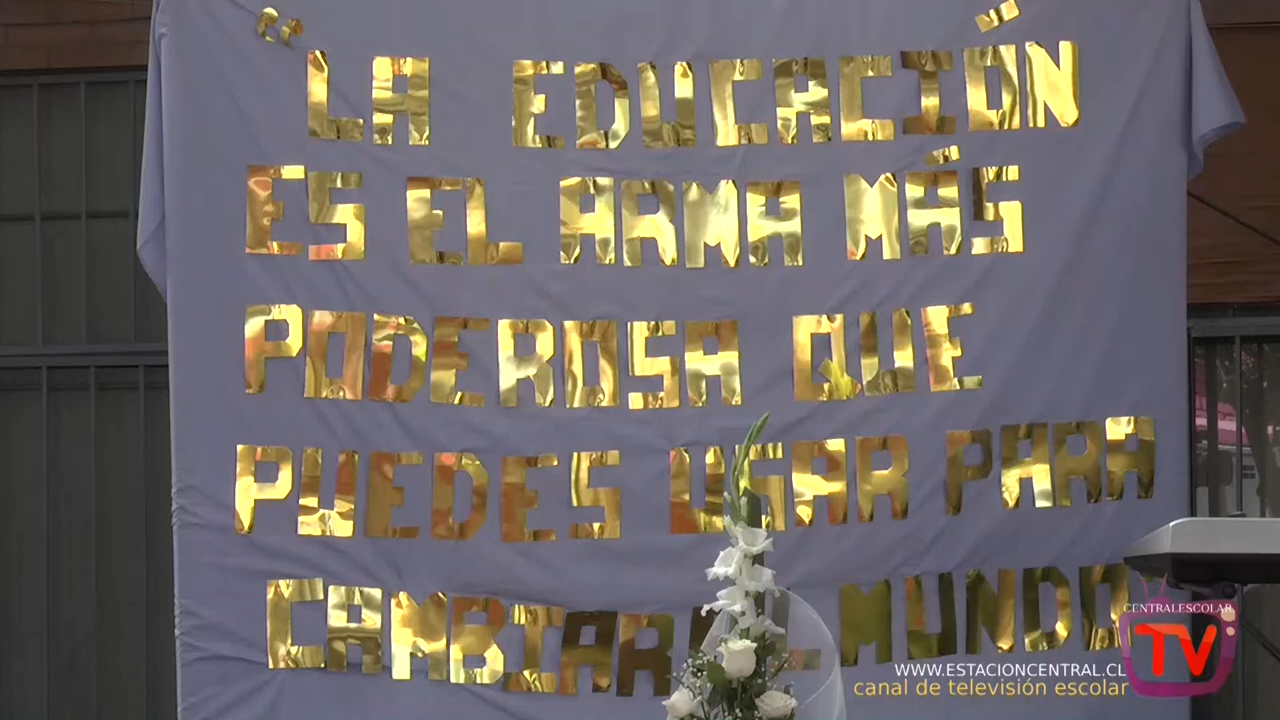 “LA EDUCACIÓN
ES EL ARMA MÁS
PODEROSA QUE
PUEDES USAR PARA
CAMBIAR EL MUNDO
CENTRALESCOLAR
TV
WWW.ESTACIONCENTRAL.CL
canal de televisión escolar